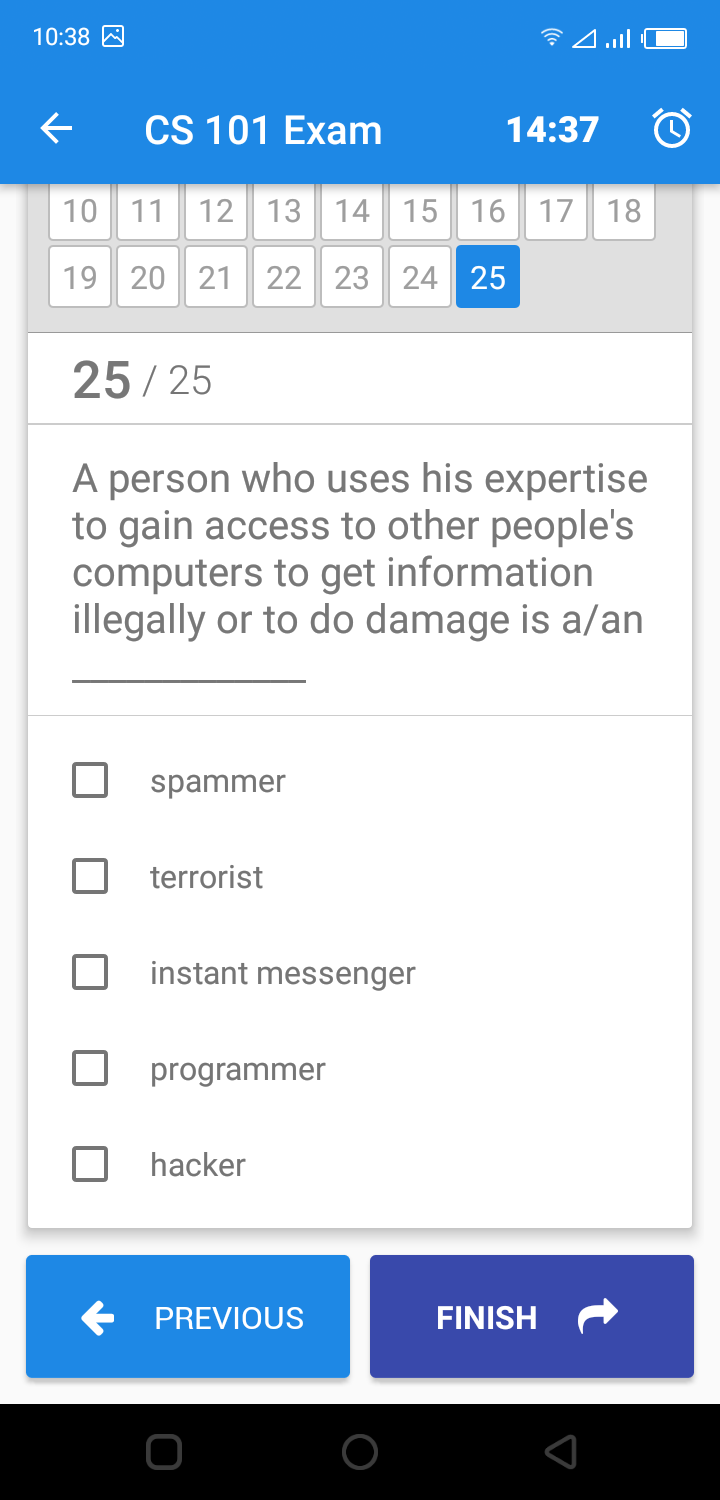 10:38
CS 101 Exam 14:37
10 11 12 13 14 15 16 17 18
19 20 21 22 23 24 25
25 / 25
A person who uses his expertise
to gain access to other people's
computers to get information
illegally or to do damage is a/an
_____________
spammer
terrorist
instant messenger
programmer
hacker
PREVIOUS FINISH